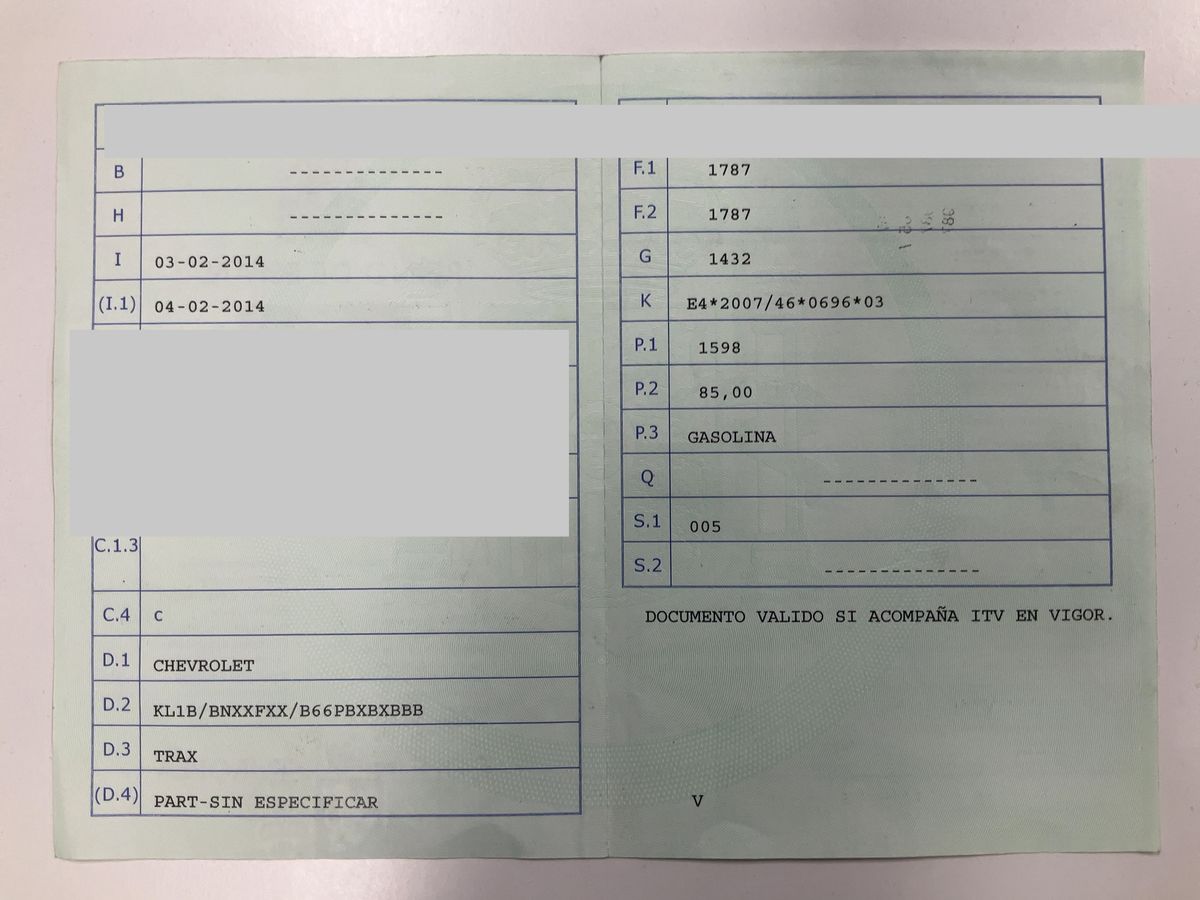 B --------------
H --------------
I 03-02-2014
(I.1) 04-02-2014
C.1.3
C.4 c
D.1 CHEVROLET
D.2 KL1B/BNXXFXX/B66PBXBXBBB
D.3 TRAX
(D.4) PART-SIN ESPECIFICAR
F.1 1787
F.2 1787
G 1432
K E4*2007/46*0696*03
P.1 1598
P.2 85,00
P.3 GASOLINA
Q --------------
S.1 005
S.2 --------------
DOCUMENTO VALIDO SI ACOMPAÑA ITV EN VIGOR.
V